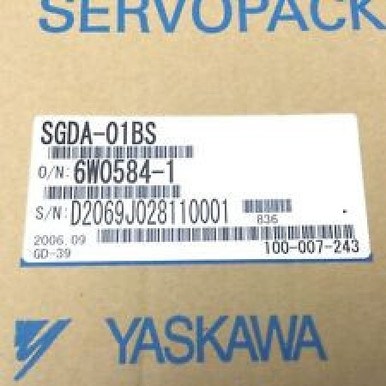 SERVOPACK
SGDA-01BS
O/N: 6W0584-1
S/N: D2069J028110001
836
2006.09
GD-39
100-007-243
YASKAWA